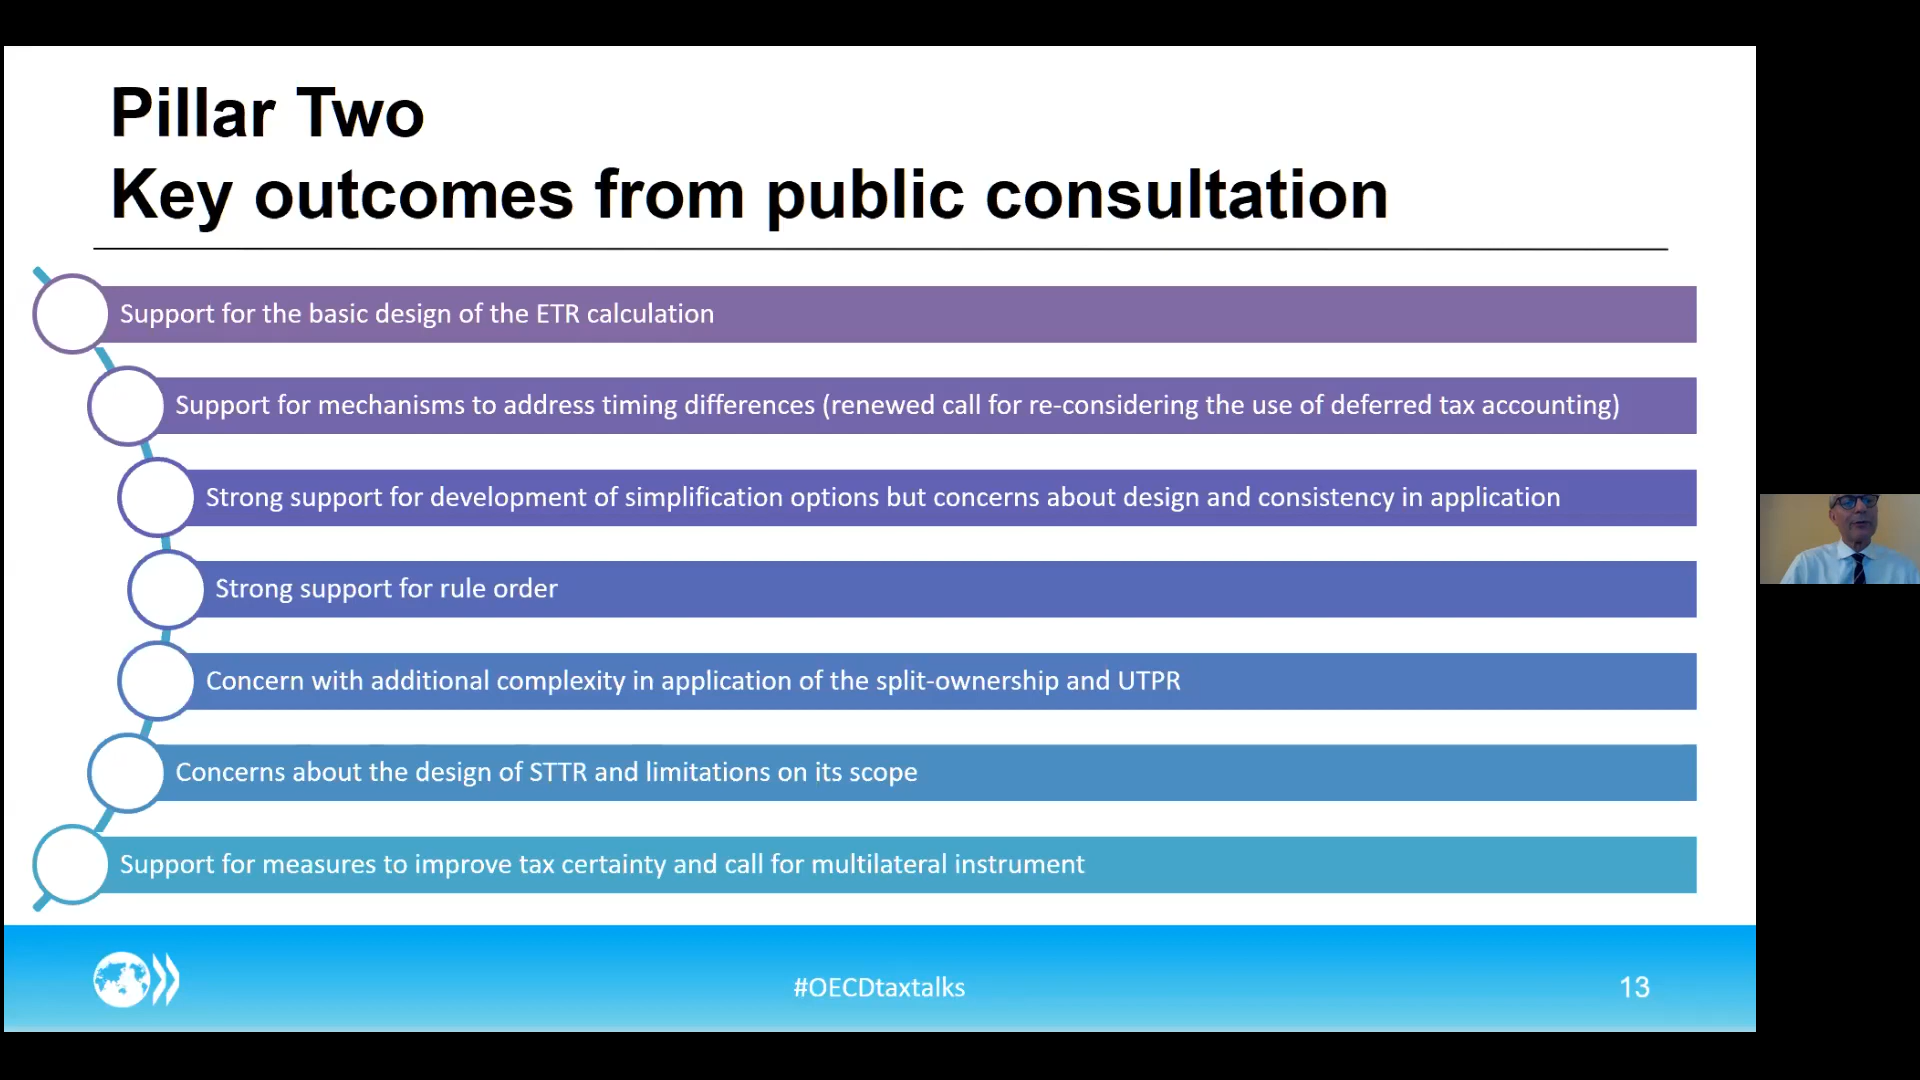 Pillar Two
Key outcomes from public consultation
Support for the basic design of the ETR calculation
Support for mechanisms to address timing differences (renewed call for re-considering the use of deferred tax accounting)
Strong support for development of simplification options but concerns about design and consistency in application
Strong support for rule order
Concern with additional complexity in application of the split-ownership and UTPR
Concerns about the design of STTR and limitations on its scope
Support for measures to improve tax certainty and call for multilateral instrument
#OECDtaxtalks
13